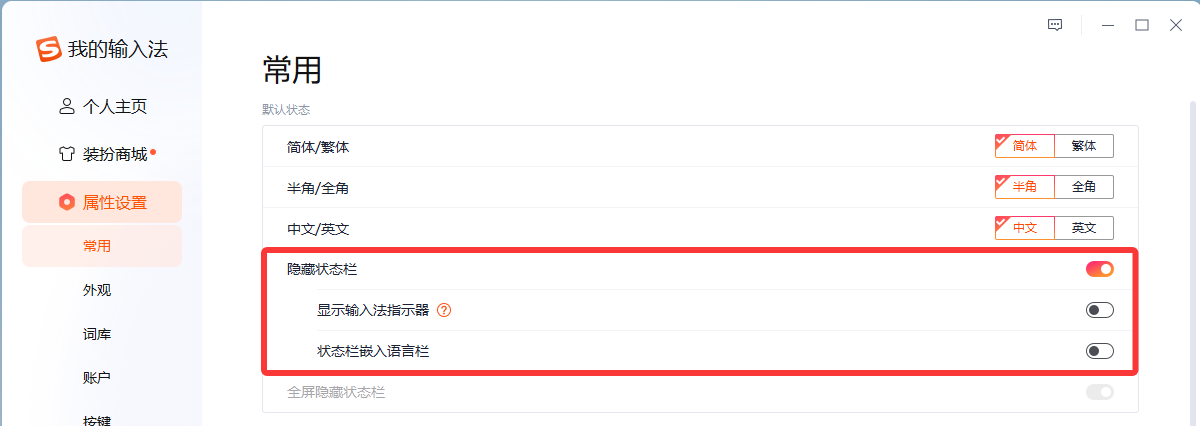 我的输入法
个人主页
装扮商城
属性设置
常用
外观
词库
账户
按键
常用
默认状态
简体/繁体 简体 繁体
半角/全角 半角 全角
中文/英文 中文 英文
隐藏状态栏
显示输入法指示器 ?
状态栏嵌入语言栏
全屏隐藏状态栏